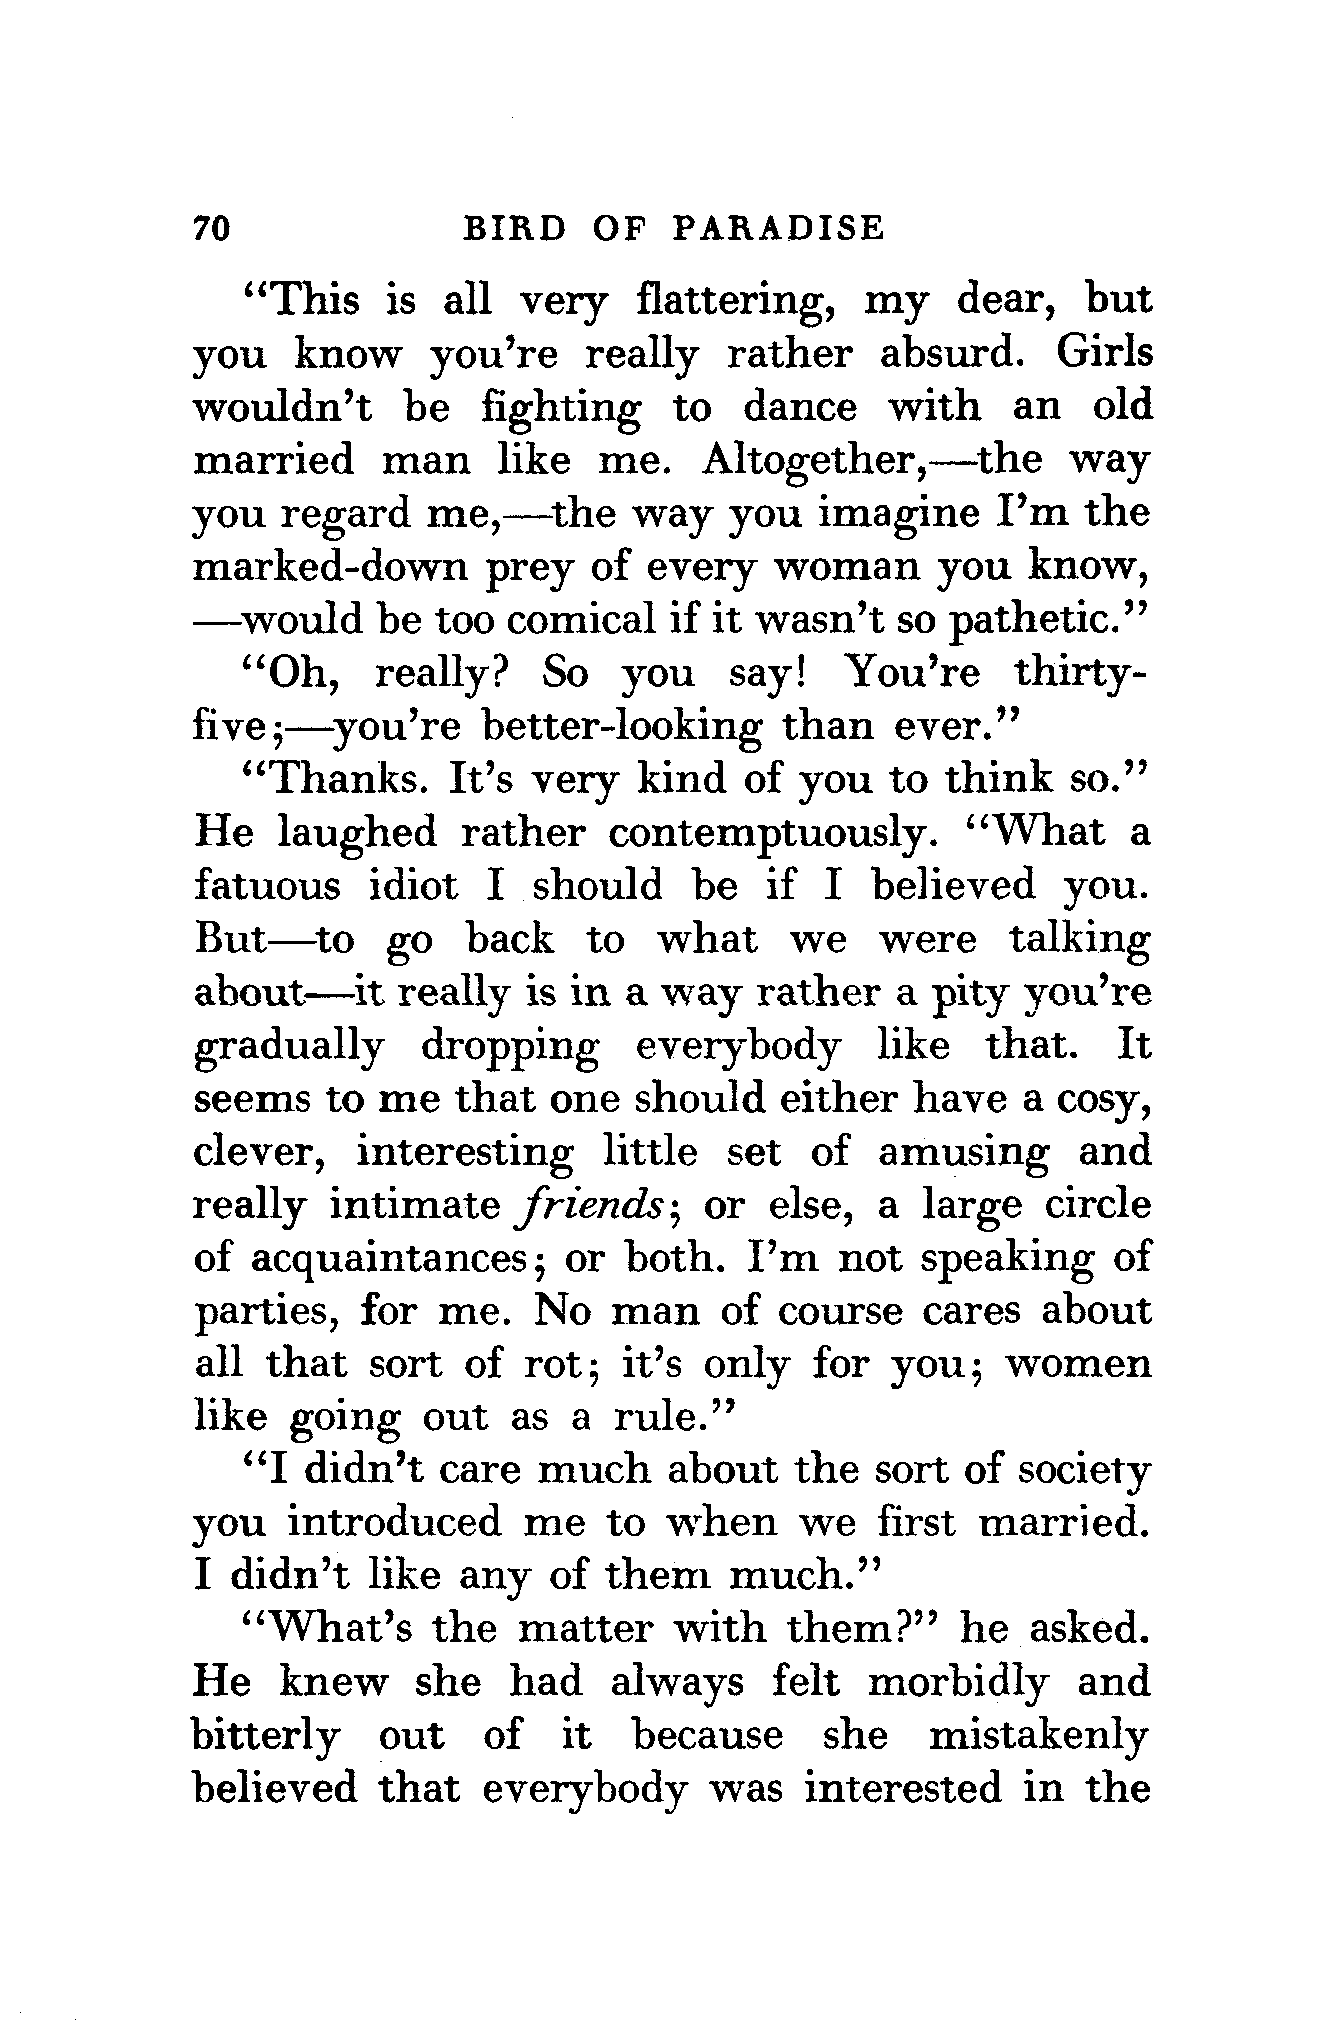 70 BIRD OF PARADISE
“This is all very flattering, my dear, but
you know you’re really rather absurd. Girls
wouldn’t be fighting to dance with an old
married man like me. Altogether,—the way
you regard me,—the way you imagine I’m the
marked-down prey of every woman you know,
—would be too comical if it wasn’t so pathetic.”
“Oh, really? So you say! You’re thirty-
five;—you’re better-looking than ever.”
“Thanks. It’s very kind of you to think so.”
He laughed rather contemptuously. “What a
fatuous idiot I should be if I believed you.
But—to go back to what we were talking
about—it really is in a way rather a pity you’re
gradually dropping everybody like that. It
seems to me that one should either have a cosy,
clever, interesting little set of amusing and
really intimate friends; or else, a large circle
of acquaintances; or both. I’m not speaking of
parties, for me. No man of course cares about
all that sort of rot; it’s only for you; women
like going out as a rule.”
“I didn’t care much about the sort of society
you introduced me to when we first married.
I didn’t like any of them much.”
“What’s the matter with them?” he asked.
He knew she had always felt morbidly and
bitterly out of it because she mistakenly
believed that everybody was interested in the